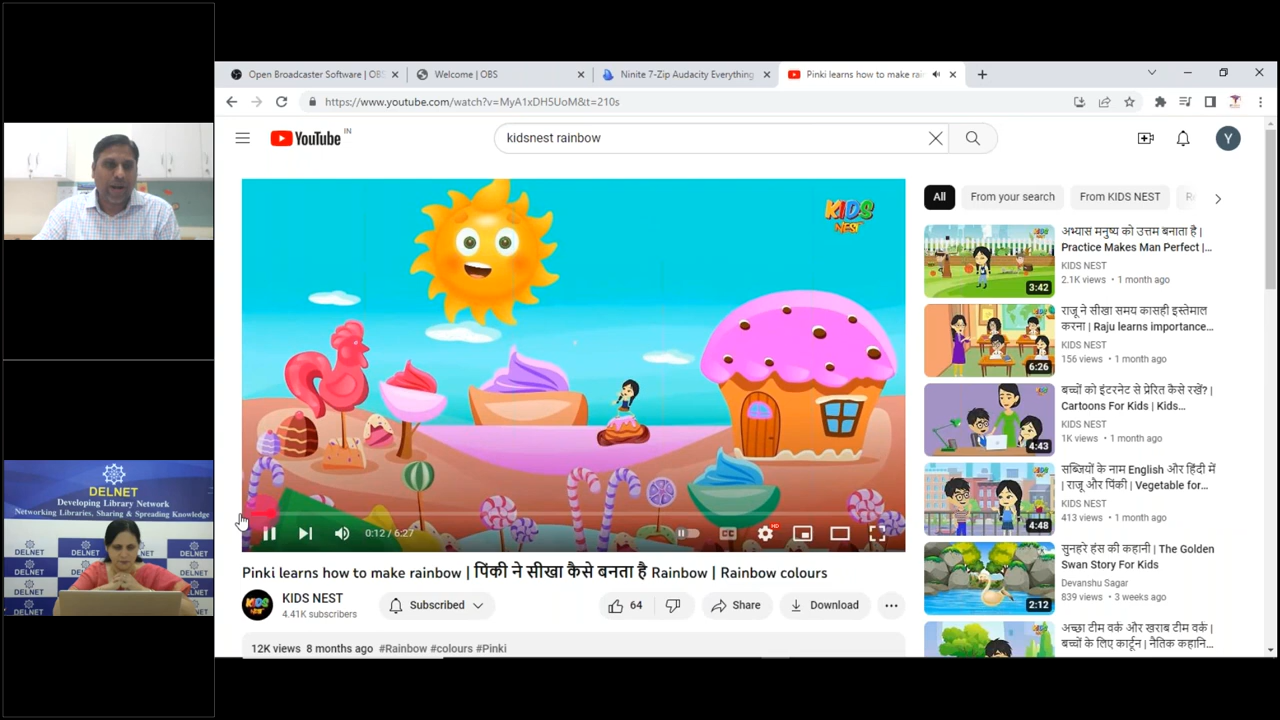 Open Broadcaster Software | OBS
Welcome | OBS
Ninite 7-Zip Audacity Everything
Pinki learns how to make rai
https://www.youtube.com/watch?v=MyA1xDH5UoM&t=210s
YouTube IN
kidsnest rainbow
Y
KIDS
NEST
0:12 / 6:27
CC
HD
Pinki learns how to make rainbow | पिंकी ने सीखा कैसे बनता है Rainbow | Rainbow colours
KIDS NEST
KIDS NEST
4.41K subscribers
Subscribed
64
Share
Download
12K views 8 months ago #Rainbow #colours #Pinki
All
From your search
From KIDS NEST
अभ्यास मनुष्य को उत्तम बनाता है |
Practice Makes Man Perfect |...
KIDS NEST
2.1K views • 1 month ago
3:42
राजू ने सीखा समय कासही इस्तेमाल
करना | Raju learns importance...
KIDS NEST
156 views • 1 month ago
6:26
बच्चों को इंटरनेट से प्रेरित कैसे रखें? |
Cartoons For Kids | Kids...
KIDS NEST
1K views • 1 month ago
4:43
सब्जियों के नाम English और हिंदी में
| राजू और पिंकी | Vegetable for...
KIDS NEST
413 views • 1 month ago
4:48
सुनहरे हंस की कहानी | The Golden
Swan Story For Kids
Devanshu Sagar
839 views • 3 weeks ago
2:12
अच्छा टीम वर्क और खराब टीम वर्क |
बच्चों के लिए कार्टून | नैतिक कहानि...
DELNET
Developing Library Network
Networking Libraries, Sharing & Spreading Knowledge
DELNET
DELNET
DELNET
DELNET